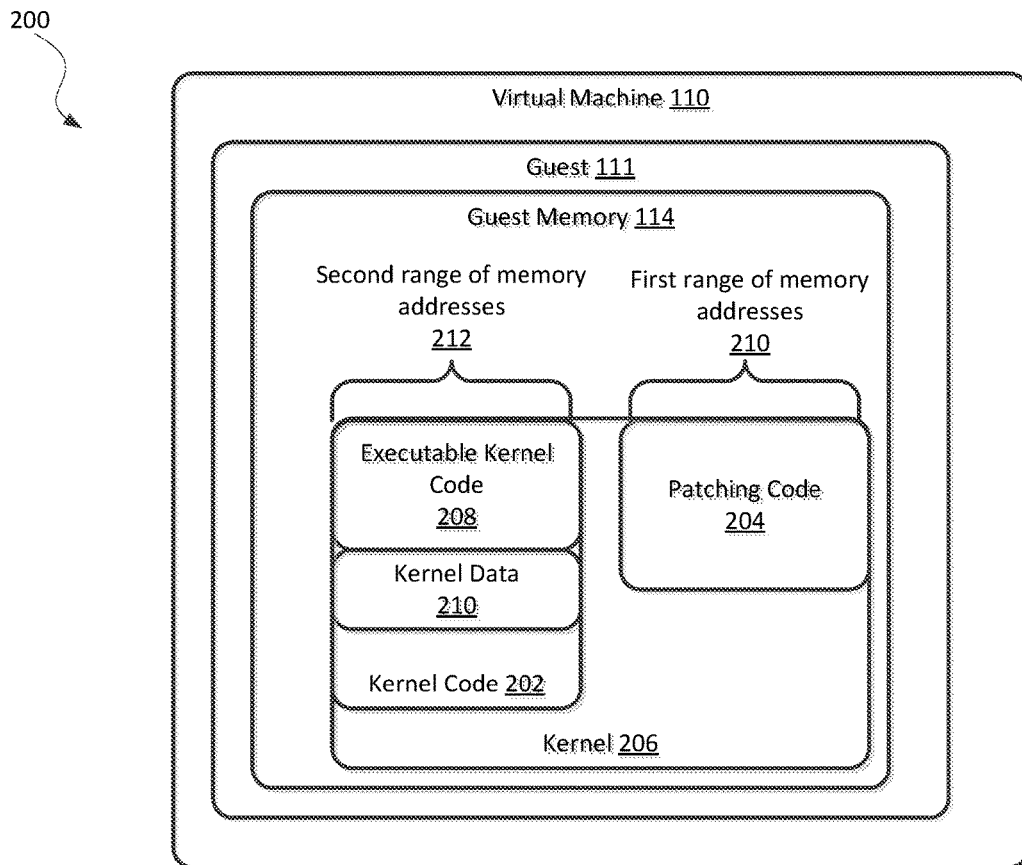 200
Virtual Machine 110
Guest 111
Guest Memory 114
Second range of memory
addresses
212
First range of memory
addresses
210
Executable Kernel
Code
208
Patching Code
204
Kernel Data
210
Kernel Code 202
Kernel 206